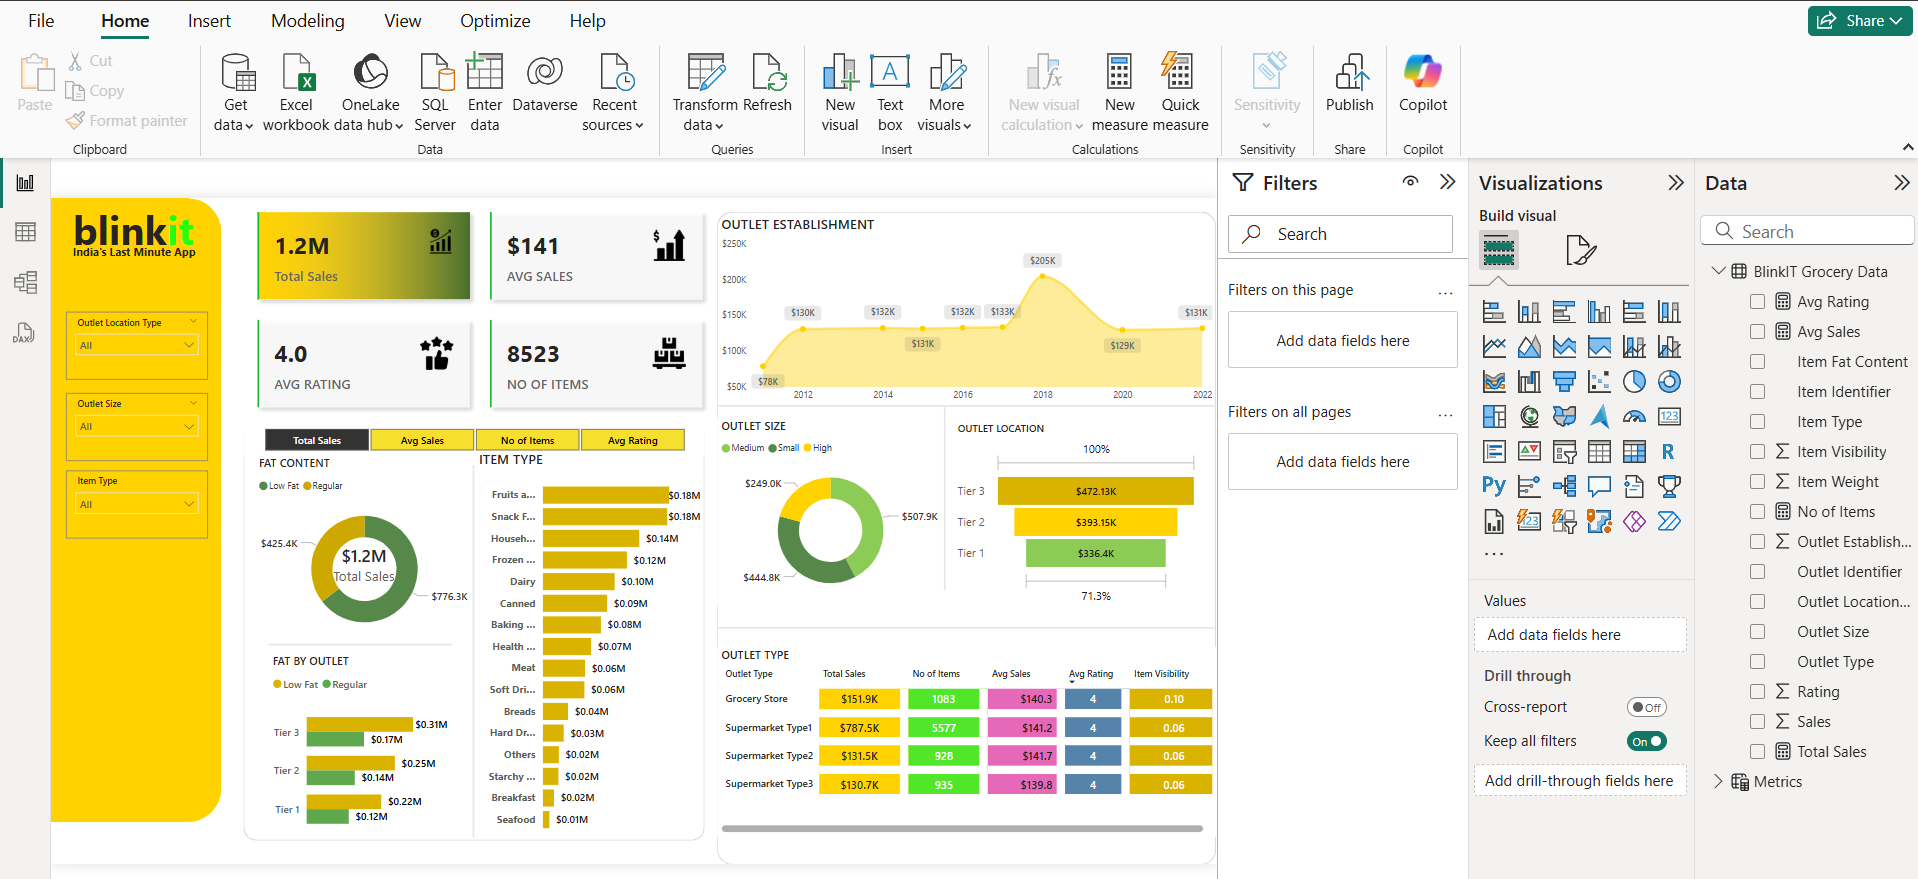 File Home Insert Modeling View Optimize Help
Share
Paste
Cut
Copy
Format painter
Clipboard
Get data
Excel workbook
OneLake data hub
SQL Server
Enter data
Dataverse
Recent sources
Data
Transform data
Refresh
Queries
New visual
Text box
More visuals
Insert
New visual calculation
New measure
Quick measure
Calculations
Sensitivity
Sensitivity
Publish
Share
Copilot
Copilot
blinkit
India's Last Minute App
Outlet Location Type
All
Outlet Size
All
Item Type
All
1.2M
Total Sales
$141
AVG SALES
4.0
AVG RATING
8523
NO OF ITEMS
Total Sales Avg Sales No of Items Avg Rating
FAT CONTENT
Low Fat Regular
$425.4K
$1.2M
Total Sales
$776.3K
FAT BY OUTLET
Low Fat Regular
Tier 3 $0.31M
$0.17M
Tier 2 $0.25M
$0.14M
Tier 1 $0.22M
$0.12M
ITEM TYPE
Fruits a... $0.18M
Snack F... $0.18M
Househ... $0.14M
Frozen ... $0.12M
Dairy $0.10M
Canned $0.09M
Baking ... $0.08M
Health ... $0.07M
Meat $0.06M
Soft Dri... $0.06M
Breads $0.04M
Hard Dr... $0.03M
Others $0.02M
Starchy ... $0.02M
Breakfast $0.02M
Seafood $0.01M
OUTLET ESTABLISHMENT
$250K
$200K
$150K
$100K
$50K
$78K $130K $132K $131K $132K $133K $205K $129K $131K
2012 2014 2016 2018 2020 2022
OUTLET SIZE
Medium Small High
$249.0K
$507.9K
$444.8K
OUTLET LOCATION
100%
Tier 3 $472.13K
Tier 2 $393.15K
Tier 1 $336.4K
71.3%
OUTLET TYPE
Outlet Type Total Sales No of Items Avg Sales Avg Rating Item Visibility
Grocery Store $151.9K 1083 $140.3 4 0.10
Supermarket Type1 $787.5K 5577 $141.2 4 0.06
Supermarket Type2 $131.5K 928 $141.7 4 0.06
Supermarket Type3 $130.7K 935 $139.8 4 0.06
Filters
Search
Filters on this page ...
Add data fields here
Filters on all pages ...
Add data fields here
Visualizations
Build visual
123
R
Py
123
...
Values
Add data fields here
Drill through
Cross-report Off
Keep all filters On
Add drill-through fields here
Data
Search
BlinkIT Grocery Data
Avg Rating
Avg Sales
Item Fat Content
Item Identifier
Item Type
Item Visibility
Item Weight
No of Items
Outlet Establish...
Outlet Identifier
Outlet Location...
Outlet Size
Outlet Type
Rating
Sales
Total Sales
Metrics
DAX